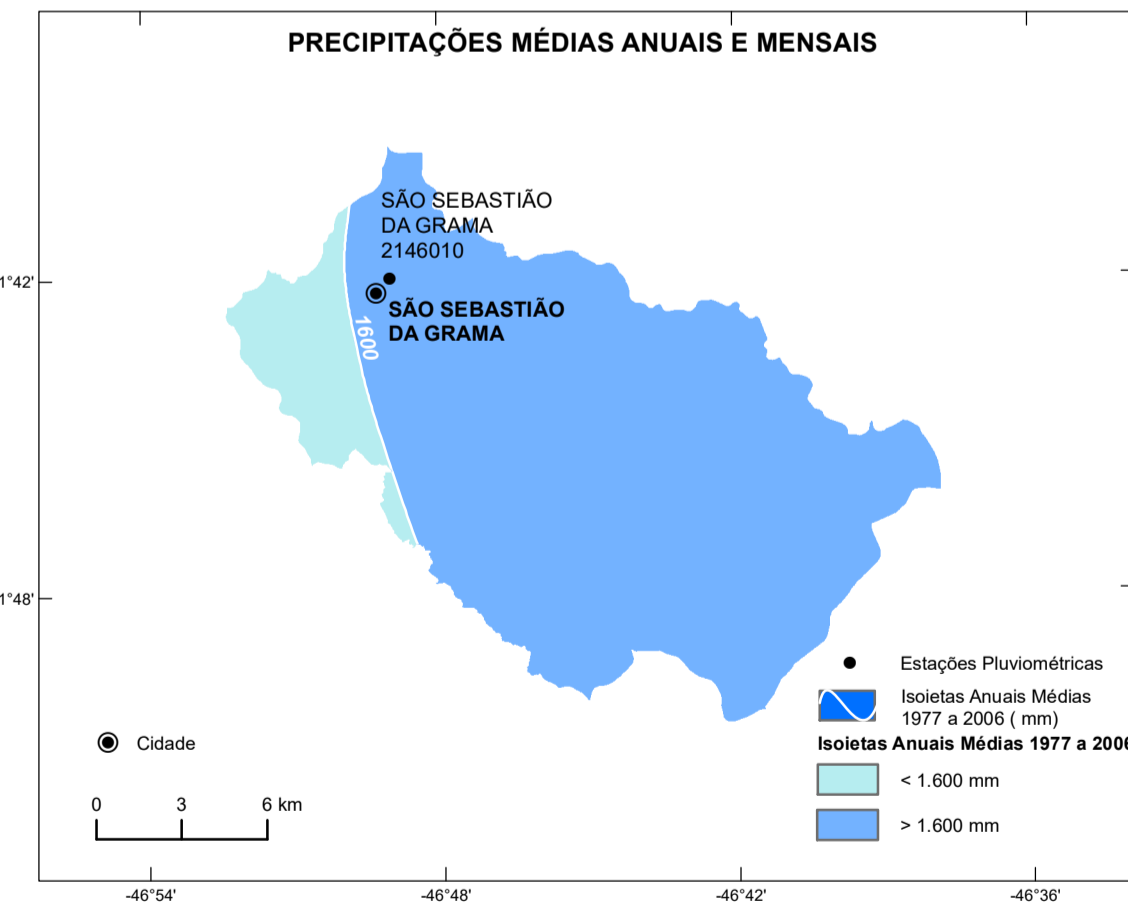 PRECIPITAÇÕES MÉDIAS ANUAIS E MENSAIS
SÃO SEBASTIÃO
DA GRAMA
2146010
1°42'
SÃO SEBASTIÃO
DA GRAMA
1600
1°48'
Estações Pluviométricas
Isoietas Anuais Médias
1977 a 2006 ( mm)
Isoietas Anuais Médias 1977 a 2006
Cidade
< 1.600 mm
0 3 6 km
> 1.600 mm
-46°54' -46°48' -46°42' -46°36'